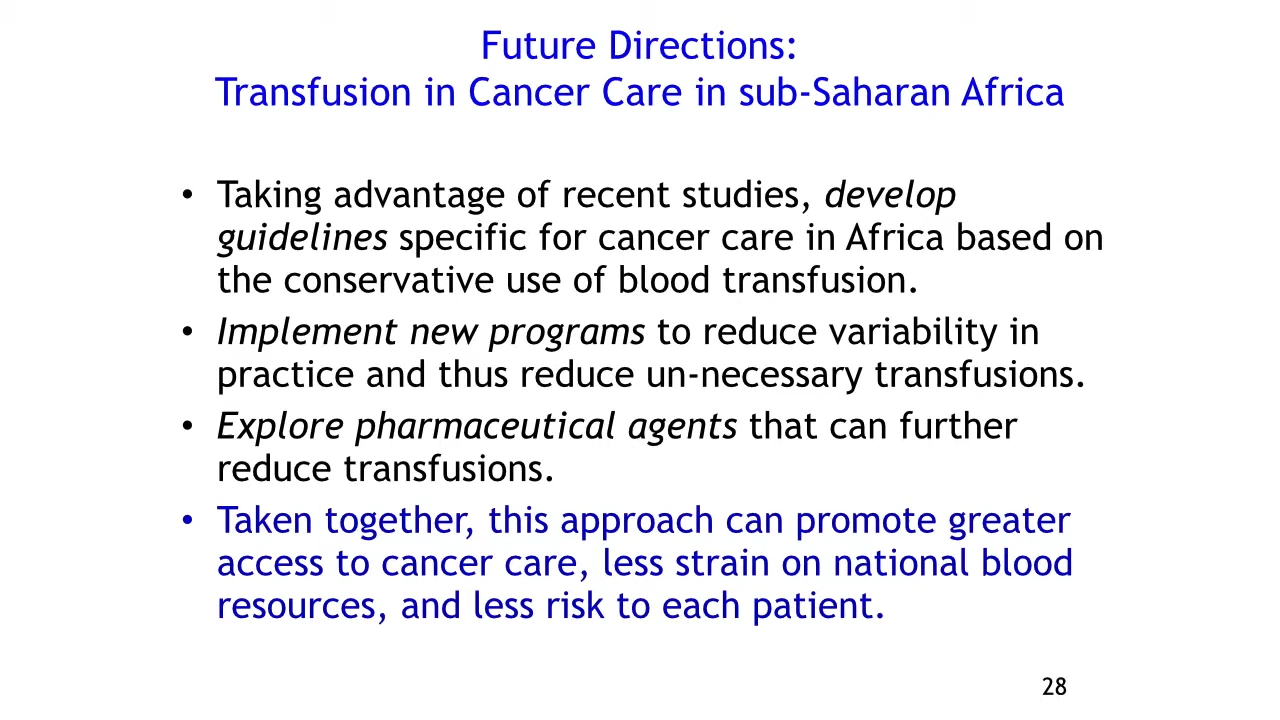 Future Directions:
Transfusion in Cancer Care in sub-Saharan Africa
• Taking advantage of recent studies, develop
guidelines specific for cancer care in Africa based on
the conservative use of blood transfusion.
• Implement new programs to reduce variability in
practice and thus reduce un-necessary transfusions.
• Explore pharmaceutical agents that can further
reduce transfusions.
• Taken together, this approach can promote greater
access to cancer care, less strain on national blood
resources, and less risk to each patient.
28